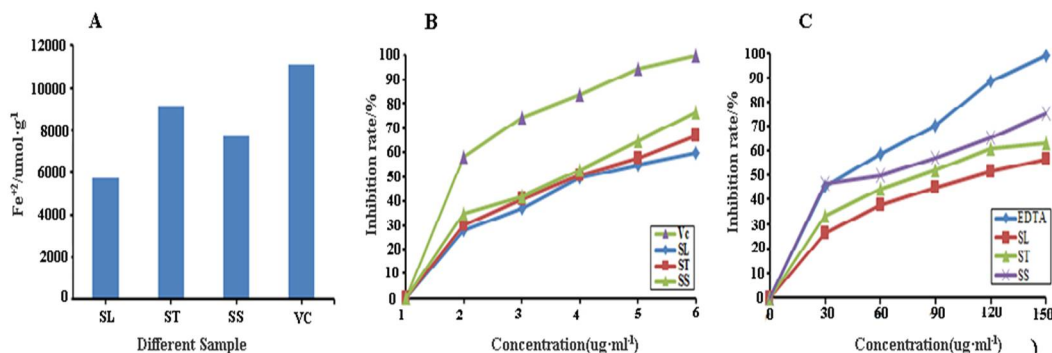 A
12000
10000
8000
6000
4000
2000
0
Fe⁺²/umol·g⁻¹
SL ST SS VC
Different Sample
B
100
90
80
70
60
50
40
30
20
10
0
Inhibition rate/%
1 2 3 4 5 6
Concentration(ug·ml⁻¹)
Vc
SL
ST
SS
C
100
90
80
70
60
50
40
30
20
10
0
Inhibition rate/%
0 30 60 90 120 150
Concentration(ug·ml⁻¹) )
EDTA
SL
ST
SS